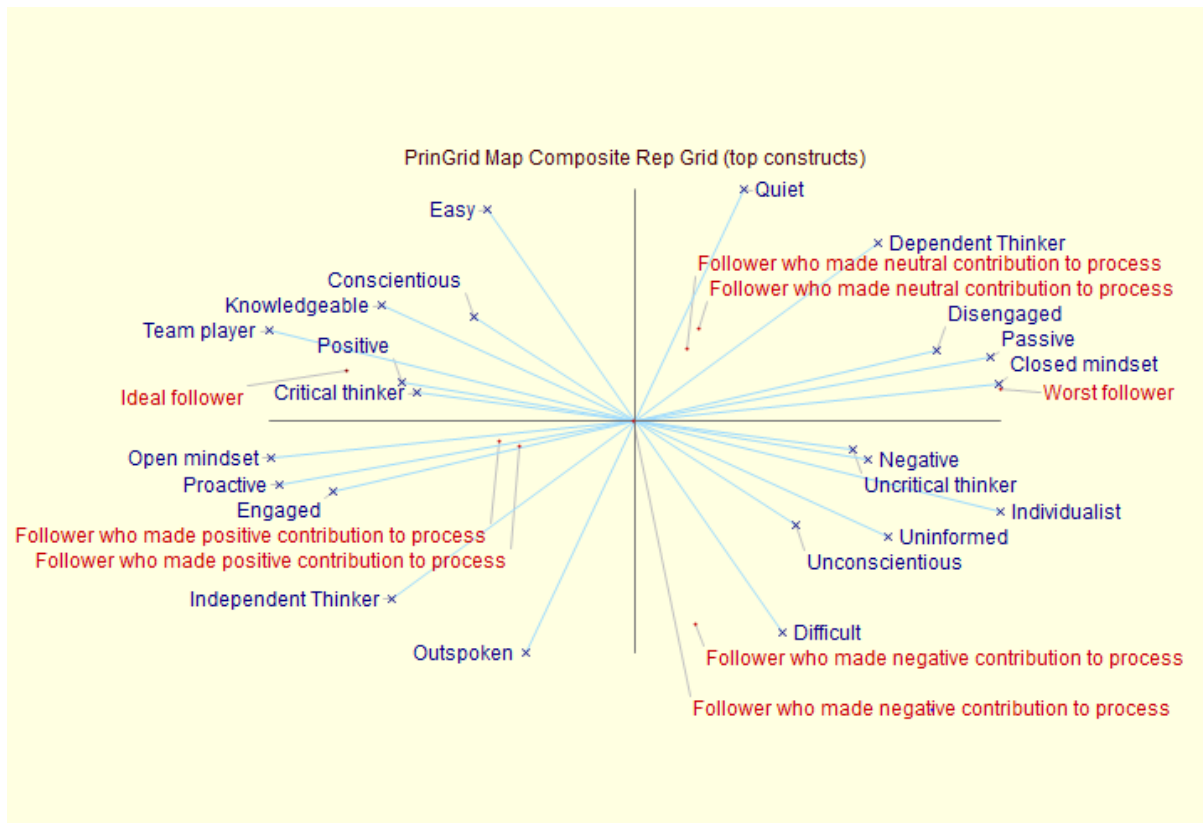 PrinGrid Map Composite Rep Grid (top constructs)
Quiet
Easy
Dependent Thinker
Follower who made neutral contribution to process
Conscientious
Follower who made neutral contribution to process
Knowledgeable
Disengaged
Team player
Passive
Positive
Closed mindset
Ideal follower
Critical thinker
Worst follower
Open mindset
Negative
Proactive
Uncritical thinker
Engaged
Individualist
Follower who made positive contribution to process
Uninformed
Follower who made positive contribution to process
Unconscientious
Independent Thinker
Difficult
Outspoken
Follower who made negative contribution to process
Follower who made negative contribution to process